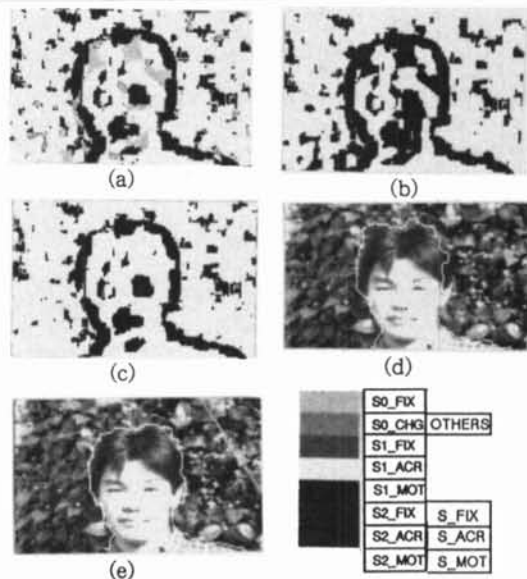 (a)
(b)
(c)
(d)
(e)
S0_FIX
S0_CHG OTHERS
S1_FIX
S1_ACR
S1_MOT
S2_FIX S_FIX
S2_ACR S_ACR
S2_MOT S_MOT